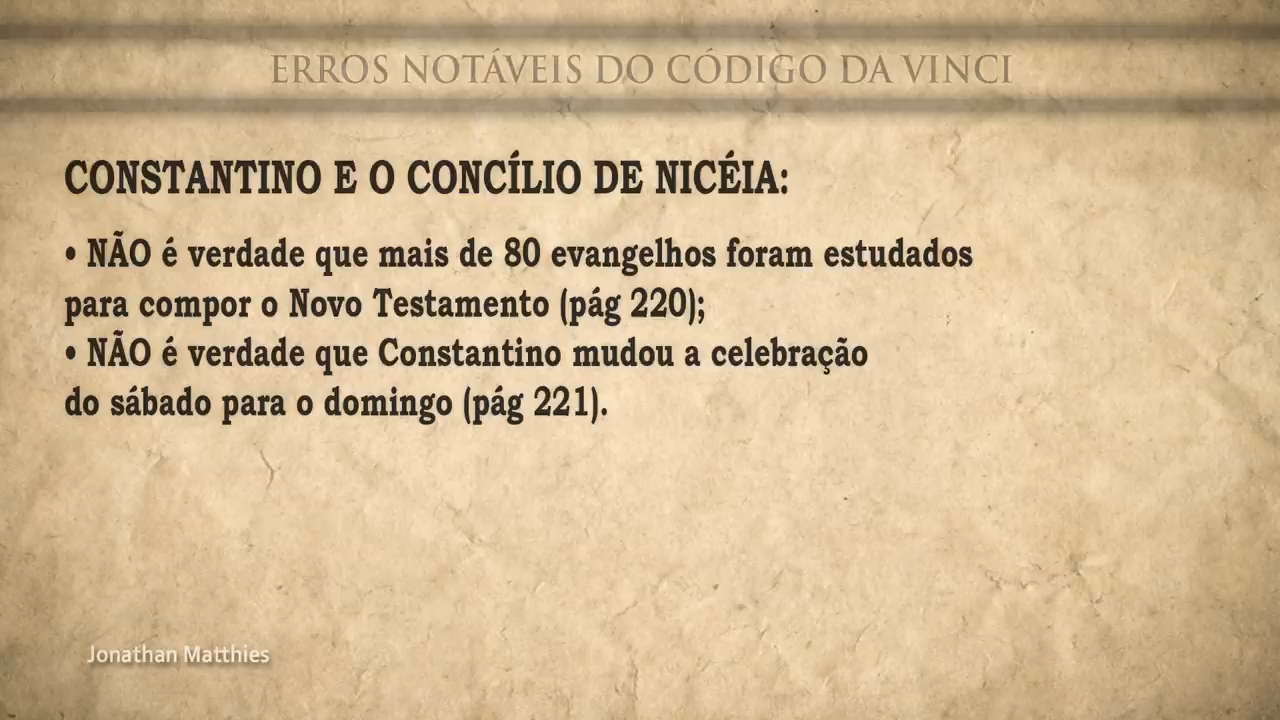 ERROS NOTÁVEIS DO CÓDIGO DA VINCI
CONSTANTINO E O CONCÍLIO DE NICÉIA:
• NÃO é verdade que mais de 80 evangelhos foram estudados
para compor o Novo Testamento (pág 220);
• NÃO é verdade que Constantino mudou a celebração
do sábado para o domingo (pág 221).
Jonathan Matthies